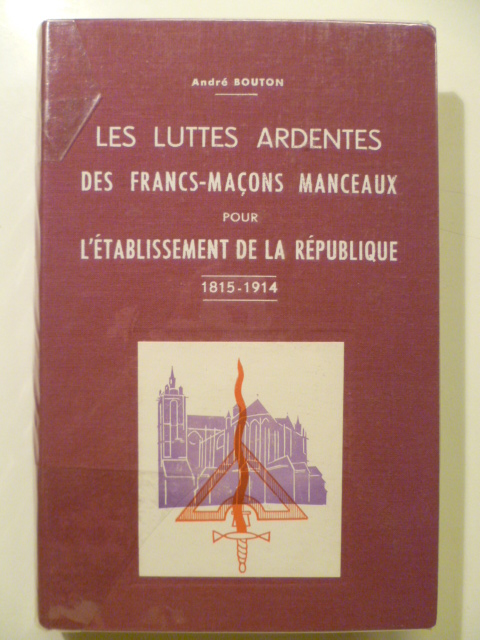 André BOUTON
LES LUTTES ARDENTES
DES FRANCS-MAÇONS MANCEAUX
POUR
L'ÉTABLISSEMENT DE LA RÉPUBLIQUE
1815-1914